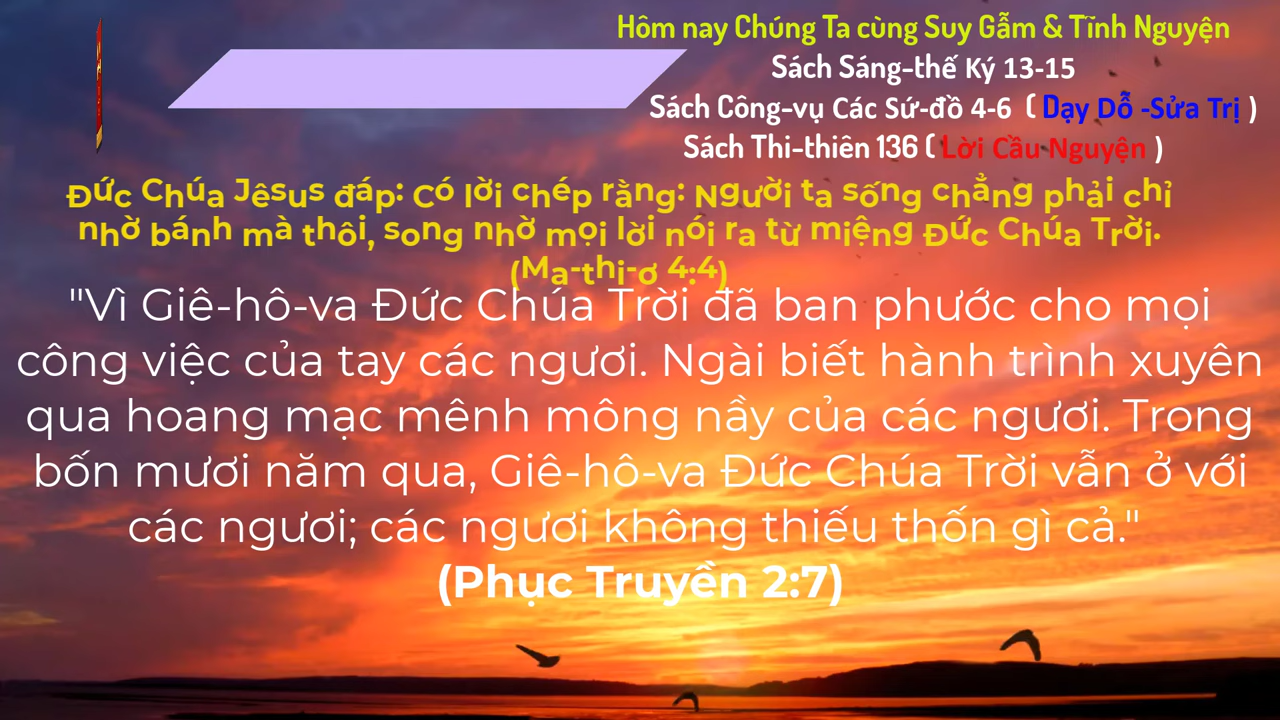 Hôm nay Chúng Ta cùng Suy Gẫm & Tĩnh Nguyện
Sách Sáng-thế Ký 13-15
Sách Công-vụ Các Sứ-đồ 4-6 ( Dạy Dỗ -Sửa Trị )
Sách Thi-thiên 136 ( Lời Cầu Nguyện )
Đức Chúa Jêsus đáp: Có lời chép rằng: Người ta sống chẳng phải chỉ
nhờ bánh mà thôi, song nhờ mọi lời nói ra từ miệng Đức Chúa Trời.
(Ma-thi-ơ 4:4)
"Vì Giê-hô-va Đức Chúa Trời đã ban phước cho mọi
công việc của tay các ngươi. Ngài biết hành trình xuyên
qua hoang mạc mênh mông nầy của các ngươi. Trong
bốn mươi năm qua, Giê-hô-va Đức Chúa Trời vẫn ở với
các ngươi; các ngươi không thiếu thốn gì cả."
(Phục Truyền 2:7)